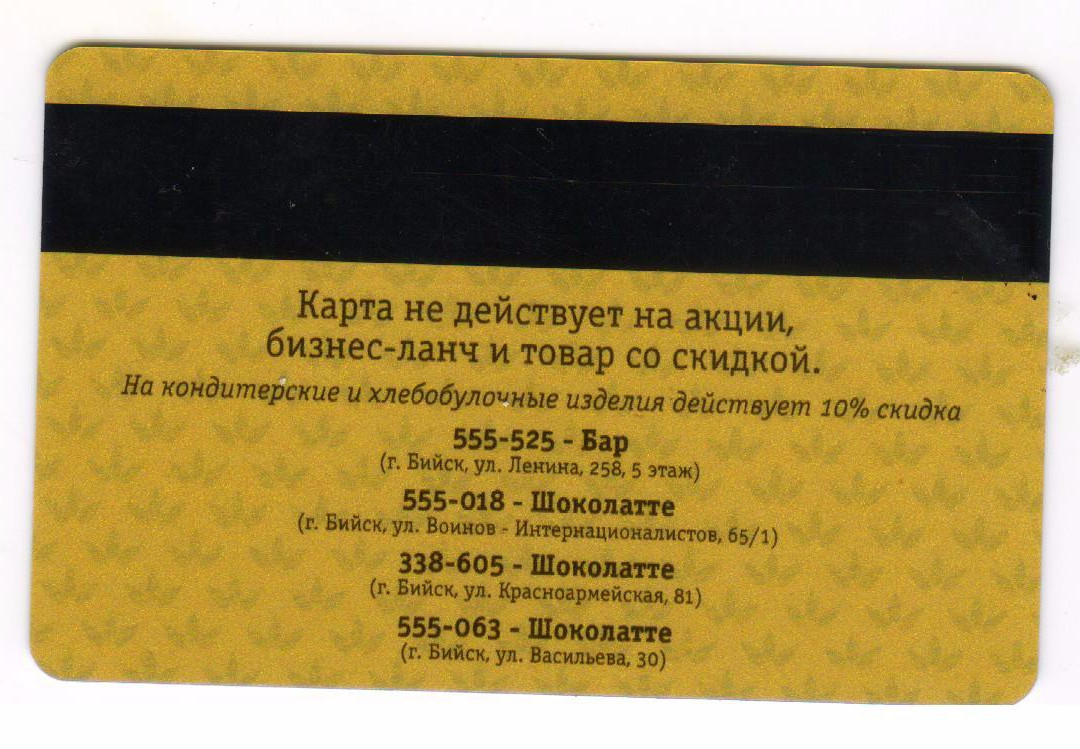 Карта не действует на акции,
бизнес-ланч и товар со скидкой.
На кондитерские и хлебобулочные изделия действует 10% скидка
555-525 - Бар
(г. Бийск, ул. Ленина, 258, 5 этаж)
555-018 - Шоколатте
(г. Бийск, ул. Воинов - Интернационалистов, 65/1)
338-605 - Шоколатте
(г. Бийск, ул. Красноармейская, 81)
555-063 - Шоколатте
(г. Бийск, ул. Васильева, 30)